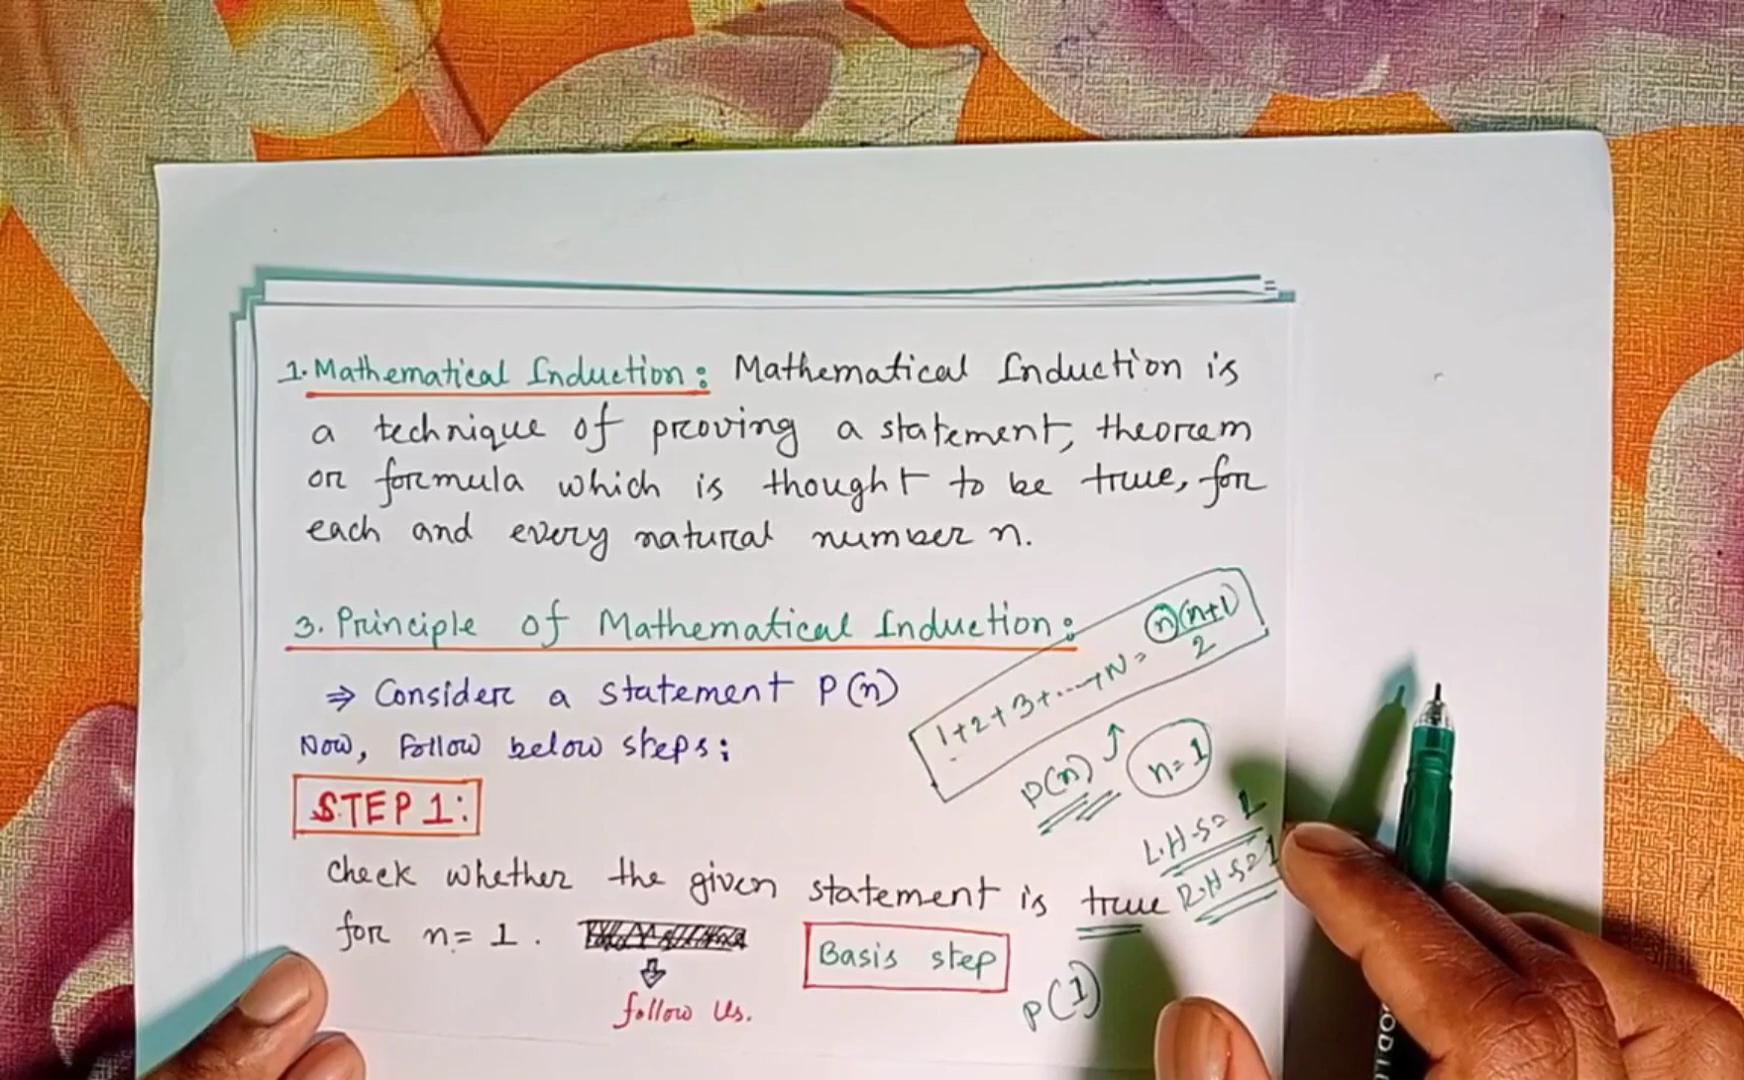 1. Mathematical Induction: Mathematical Induction is
a technique of proving a statement, theorem
or formula which is thought to be true, for
each and every natural number n.
3. Principle of Mathematical Induction:
1+2+3+....+N = n(n+1)/2
⇒ Consider a statement P(n)
P(n) ↑ n=1
Now, Follow below steps:
STEP 1:
L.H.S = 1
R.H.S = 1
Check whether the given statement is true
for n = 1.
Basis step
P(1)
⇓
follow Us.